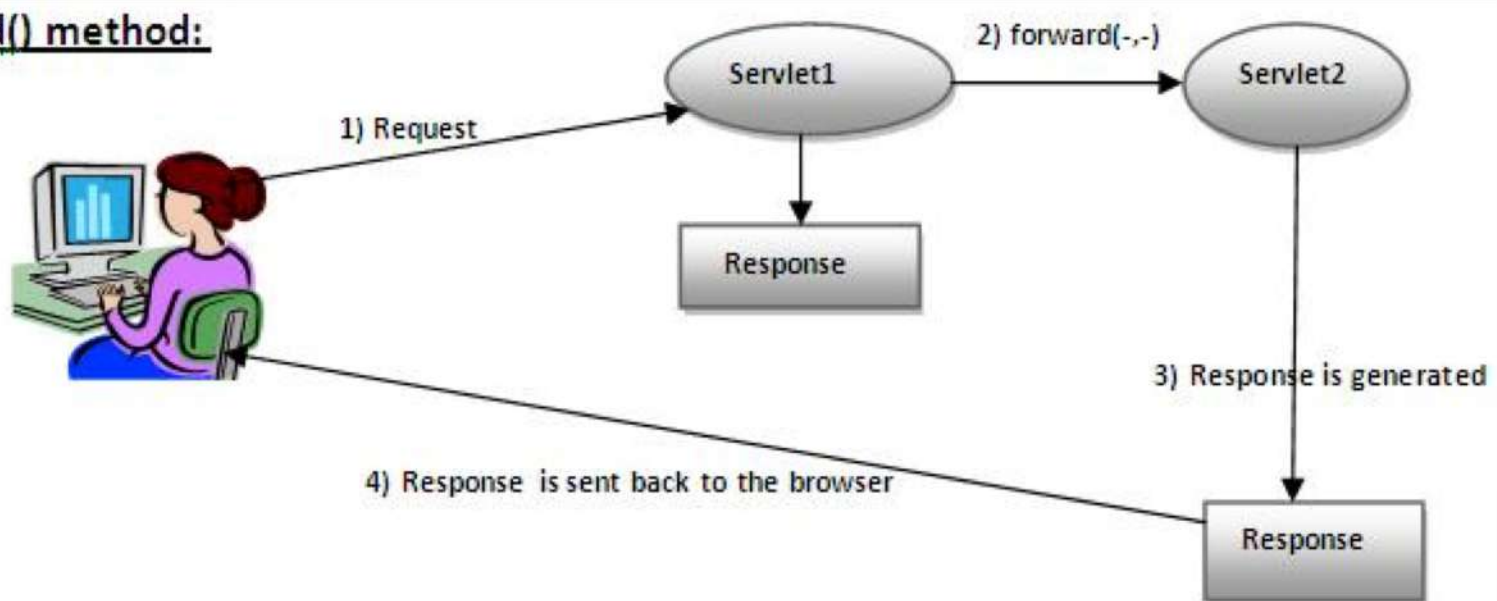 () method:
2) forward(-,-)
Servlet1
Servlet2
1) Request
Response
3) Response is generated
4) Response is sent back to the browser
Response